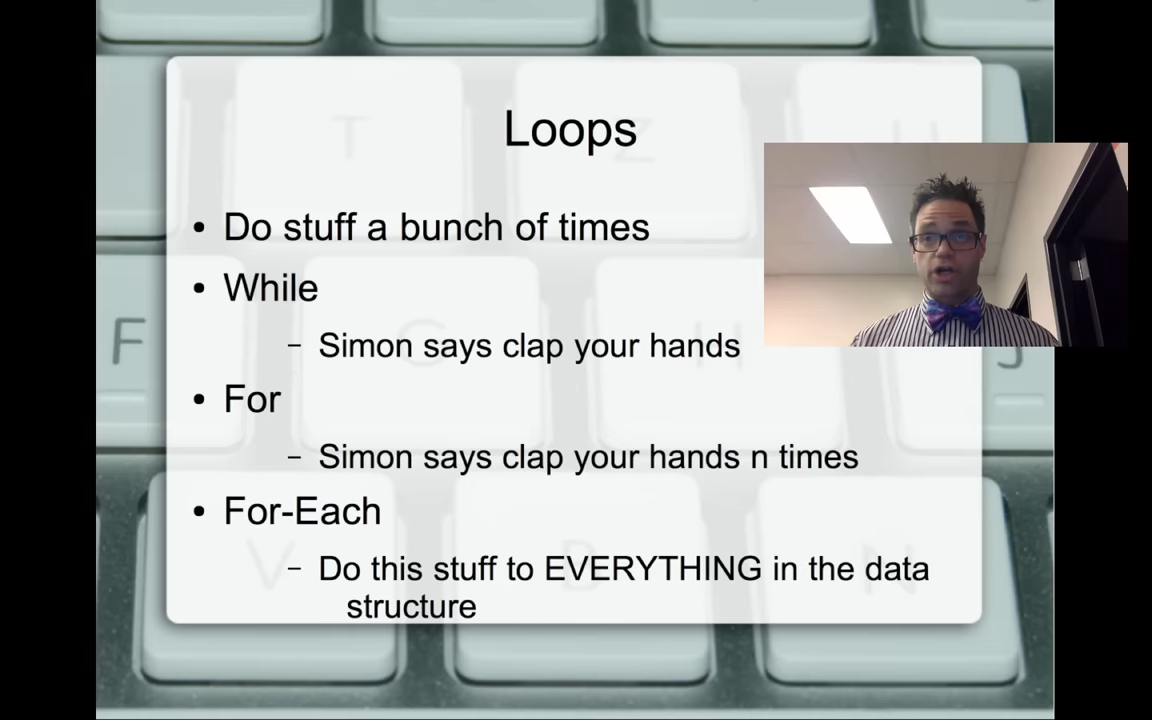 Loops
• Do stuff a bunch of times
• While
– Simon says clap your hands
• For
– Simon says clap your hands n times
• For-Each
– Do this stuff to EVERYTHING in the data
structure
T
Z
U
F
G
H
J
V
B
N